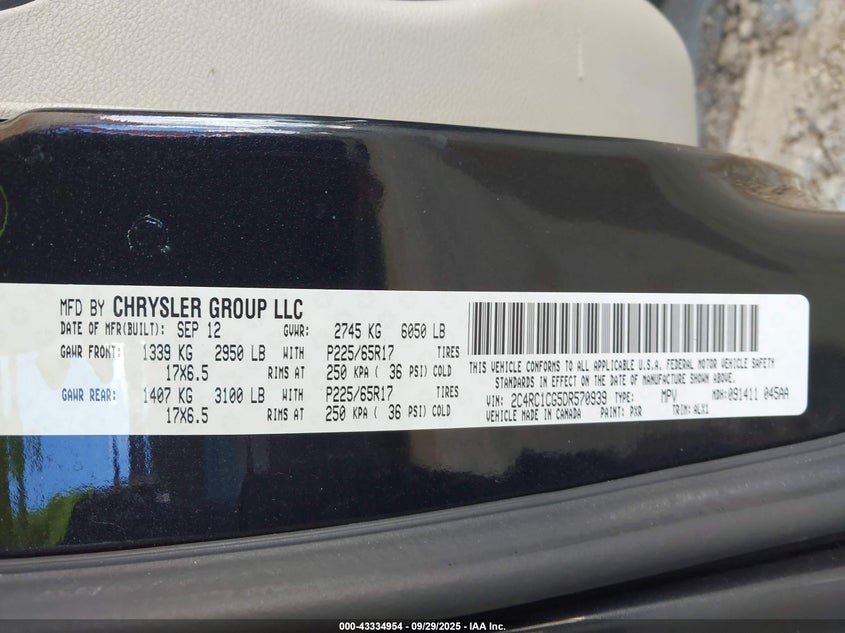 MFD BY CHRYSLER GROUP LLC
DATE OF MFR(BUILT): SEP 12 GVWR: 2745 KG 6050 LB
GAWR FRONT: 1339 KG 2950 LB WITH P225/65R17 TIRES
17X6.5 RIMS AT 250 KPA ( 36 PSI) COLD
GAWR REAR: 1407 KG 3100 LB WITH P225/65R17 TIRES
17X6.5 RIMS AT 250 KPA ( 36 PSI) COLD
THIS VEHICLE CONFORMS TO ALL APPLICABLE U.S.A. FEDERAL MOTOR VEHICLE SAFETY
STANDARDS IN EFFECT ON THE DATE OF MANUFACTURE SHOWN ABOVE.
VIN: 2C4RC1CG5DR570939 TYPE: MPV MDH: 091411 045AA
VEHICLE MADE IN CANADA PAINT: PXR TRIM: ALX1
000-43334954 | 09/29/2025 - IAA Inc.